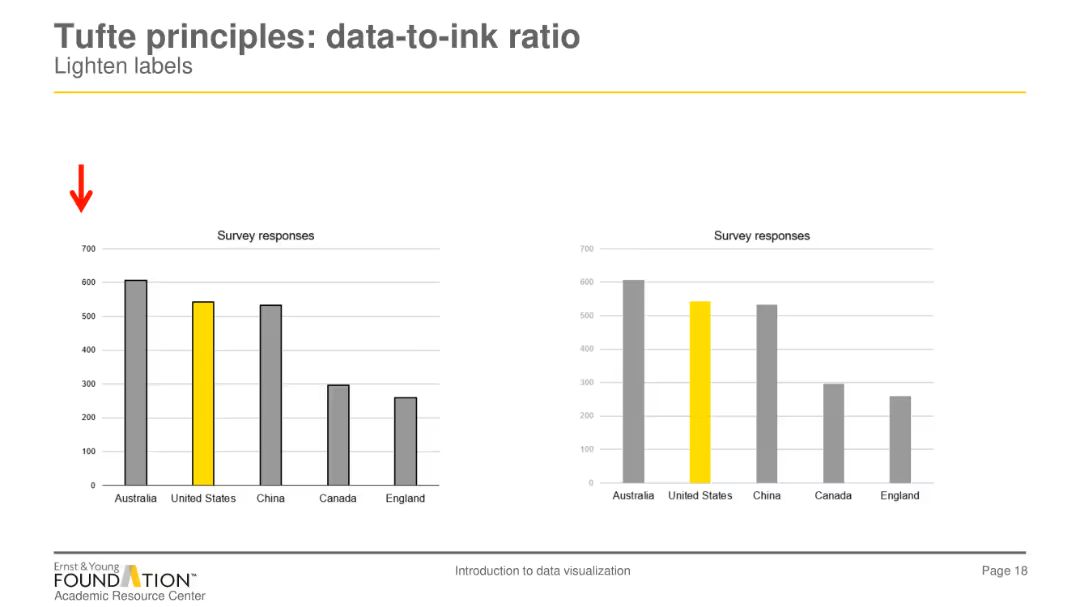 Tufte principles: data-to-ink ratio
Lighten labels
Survey responses
700
600
500
400
300
200
100
0
Australia United States China Canada England
Survey responses
700
600
500
400
300
200
100
0
Australia United States China Canada England
Ernst & Young
FOUNDATION™
Academic Resource Center
Introduction to data visualization
Page 18